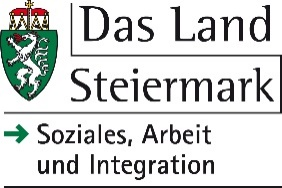 Das Land
Steiermark
→ Soziales, Arbeit
und Integration